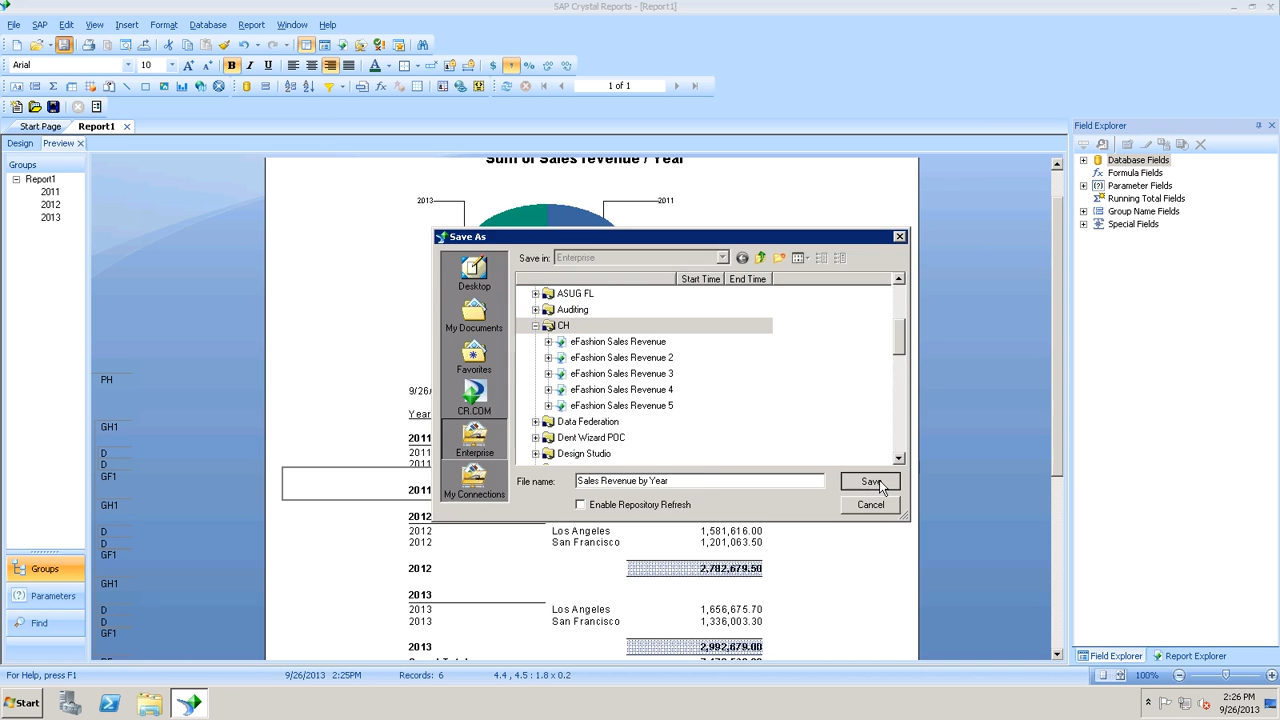 SAP Crystal Reports - [Report1]
File SAP Edit View Insert Format Database Report Window Help
Arial 10
1 of 1
Start Page Report1
Design Preview
Groups
Report1
2011
2012
2013
Groups
Parameters
Find
Sum of Sales revenue / Year
2013 2011
PH
GH1
D
D
GF1
GH1
D
D
GF1
GH1
D
D
GF1
9/26/
Year
2011
2011
2011
2011
2012
2012 Los Angeles 1,581,616.00
2012 San Francisco 1,201,063.50
2012 2,782,679.50
2013
2013 Los Angeles 1,656,675.70
2013 San Francisco 1,336,003.30
2013 2,992,679.00
Save As
Save in: Enterprise
Start Time End Time
Desktop
My Documents
Favorites
CR.COM
Enterprise
My Connections
ASUG FL
Auditing
CH
eFashion Sales Revenue
eFashion Sales Revenue 2
eFashion Sales Revenue 3
eFashion Sales Revenue 4
eFashion Sales Revenue 5
Data Federation
Dent Wizard POC
Design Studio
File name: Sales Revenue by Year Save
Enable Repository Refresh Cancel
Field Explorer
Database Fields
Formula Fields
Parameter Fields
Running Total Fields
Group Name Fields
Special Fields
Field Explorer Report Explorer
For Help, press F1 9/26/2013 2:25PM Records: 6 4.4 , 4.5 : 1.8 x 0.2 100%
Start
2:26 PM
9/26/2013